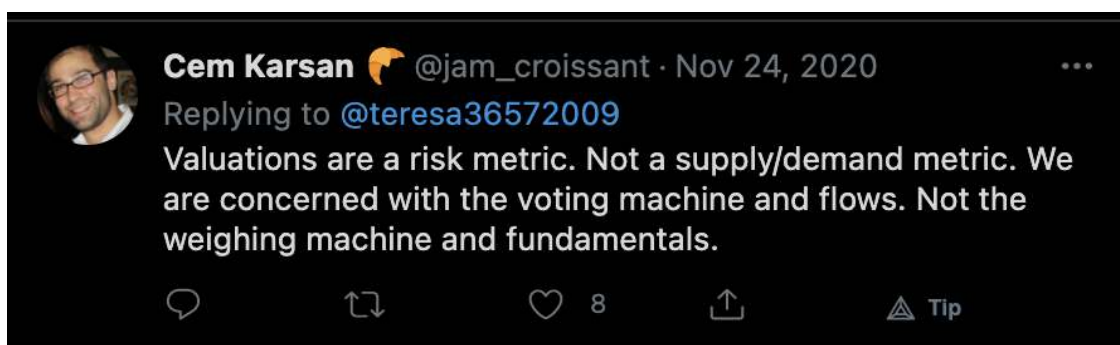 Cem Karsan 🥐 @jam_croissant · Nov 24, 2020
Replying to @teresa36572009
Valuations are a risk metric. Not a supply/demand metric. We
are concerned with the voting machine and flows. Not the
weighing machine and fundamentals.
8
Tip